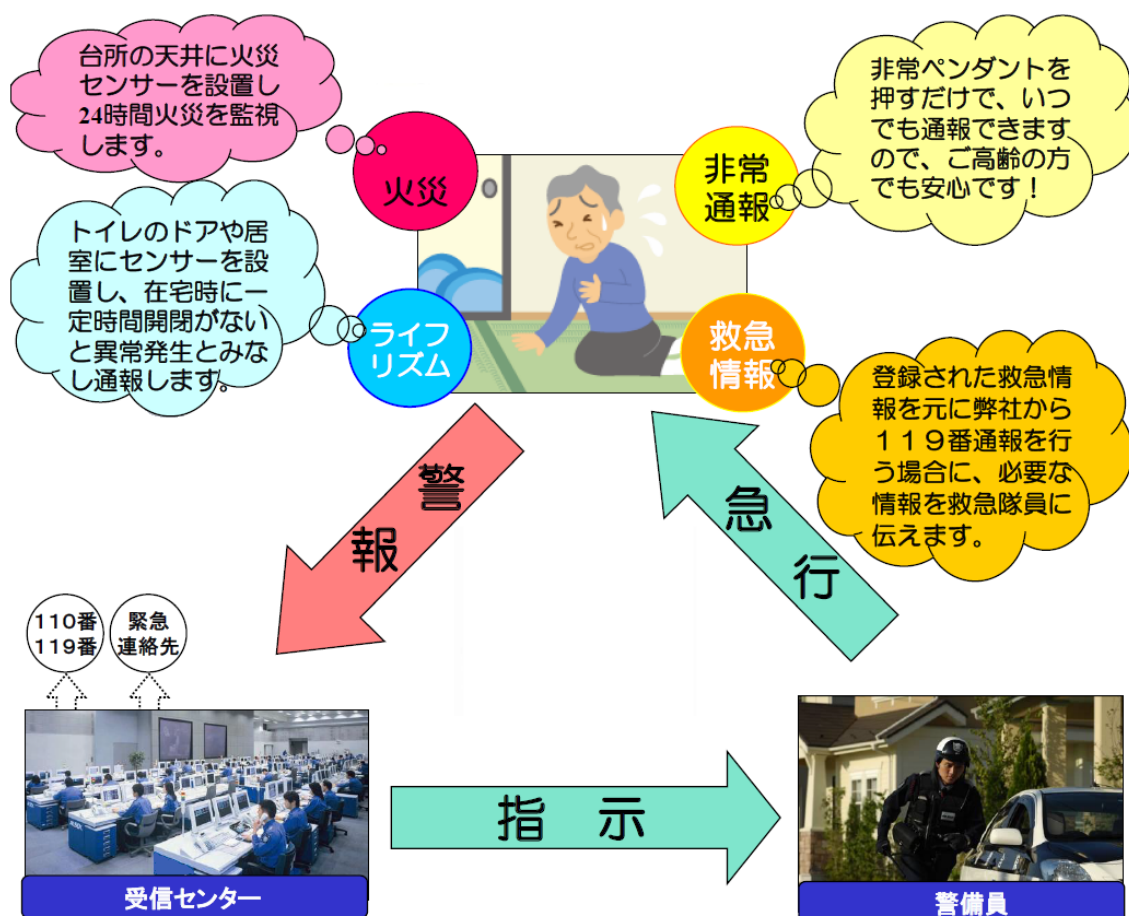 台所の天井に火災
センサーを設置し
24時間火災を監視
します。
火災
非常
通報
非常ペンダントを
押すだけで、いつ
でも通報できます
ので、ご高齢の方
でも安心です！
トイレのドアや居
室にセンサーを設
置し、在宅時に一
定時間開閉がない
と異常発生とみな
し通報します。
ライフ
リズム
救急
情報
登録された救急情
報を元に弊社から
１１９番通報を行
う場合に、必要な
情報を救急隊員に
伝えます。
警報
急行
110番
119番
緊急
連絡先
指示
受信センター
警備員